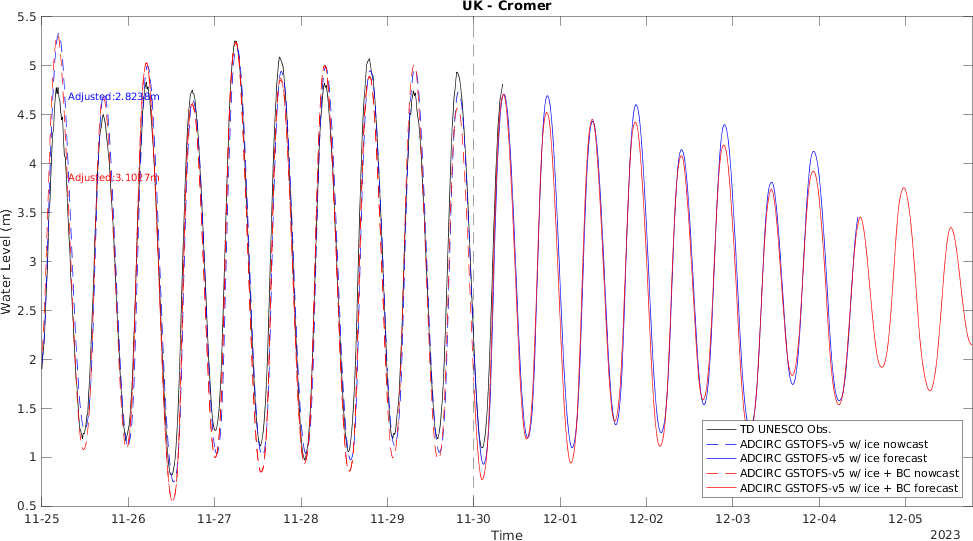 UK - Cromer
5.5
5
4.5
4
3.5
3
2.5
2
1.5
1
0.5
Water Level (m)
Adjusted:2.8238m
Adjusted:3.1027m
TD UNESCO Obs.
ADCIRC GSTOFS-v5 w/ ice nowcast
ADCIRC GSTOFS-v5 w/ ice forecast
ADCIRC GSTOFS-v5 w/ ice + BC nowcast
ADCIRC GSTOFS-v5 w/ ice + BC forecast
11-25 11-26 11-27 11-28 11-29 11-30 12-01 12-02 12-03 12-04 12-05
Time
2023